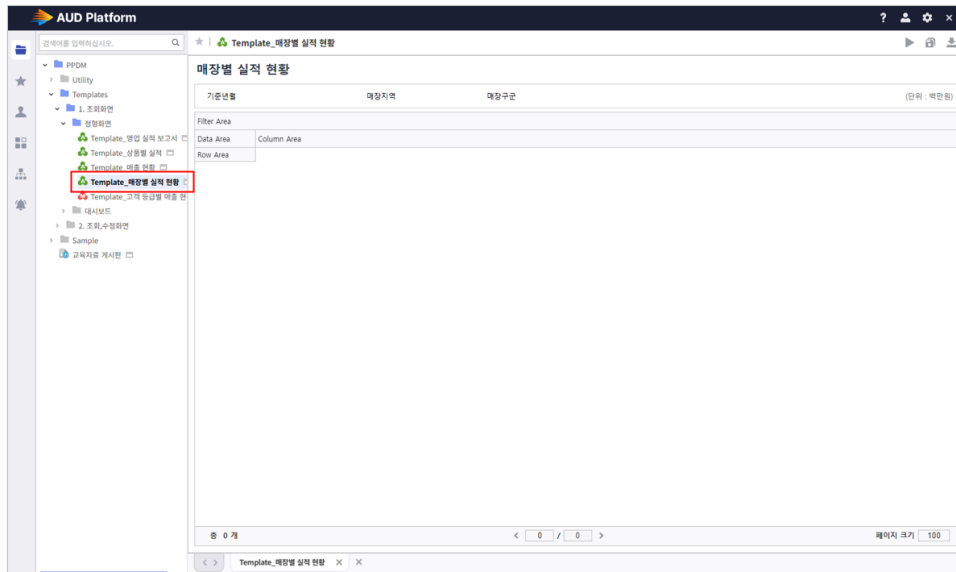 AUD Platform
?
검색어를 입력하십시오.
Template_매장별 실적 현황
PPDM
Utility
Templates
1. 조회화면
정형화면
Template_영업 실적 보고서
Template_상품별 실적
Template_매출 현황
Template_매장별 실적 현황
Template_고객 등급별 매출 현
대시보드
2. 조회,수정화면
Sample
교육자료 게시판
매장별 실적 현황
기준년월 매장지역 매장구군 (단위 : 백만원)
Filter Area
Data Area Column Area
Row Area
총 0 개 < 0 / 0 > 페이지 크기 100
< > Template_매장별 실적 현황 X X